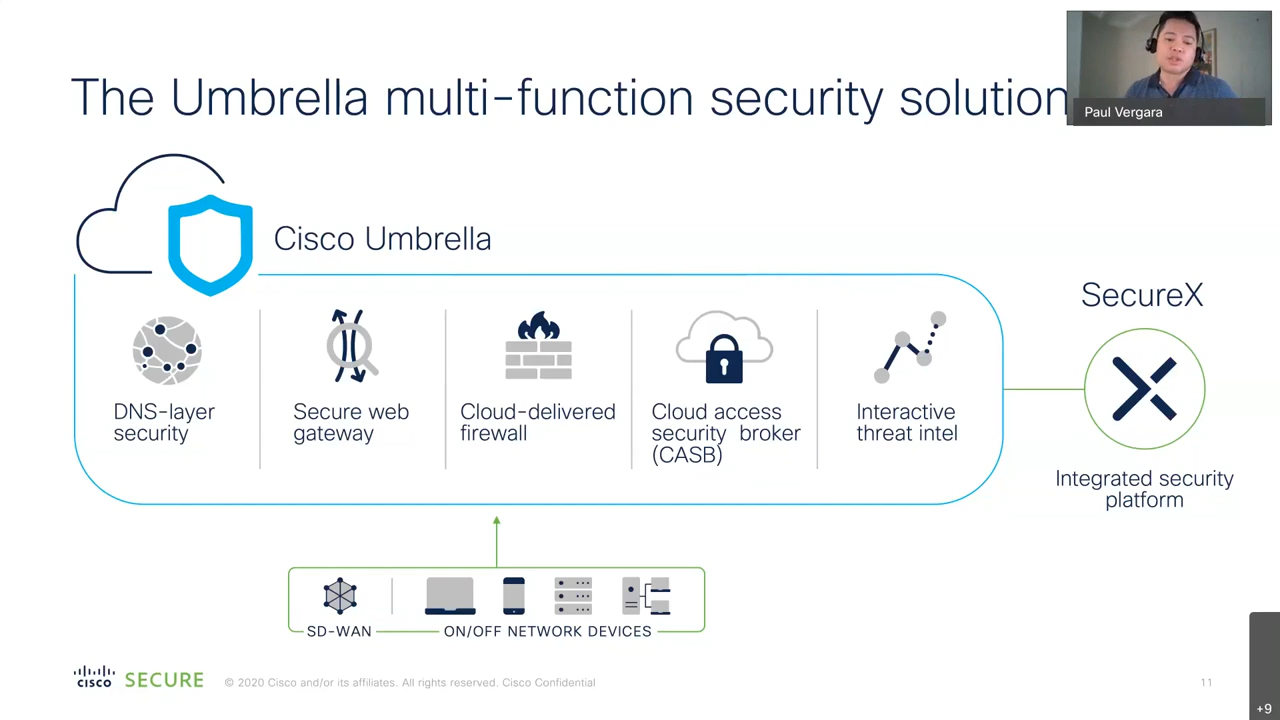 The Umbrella multi-function security solution
Paul Vergara
Cisco Umbrella
SecureX
DNS-layer
security
Secure web
gateway
Cloud-delivered
firewall
Cloud access
security broker
(CASB)
Interactive
threat intel
Integrated security
platform
SD-WAN
ON/OFF NETWORK DEVICES
CISCO SECURE
© 2020 Cisco and/or its affiliates. All rights reserved. Cisco Confidential
11
+9